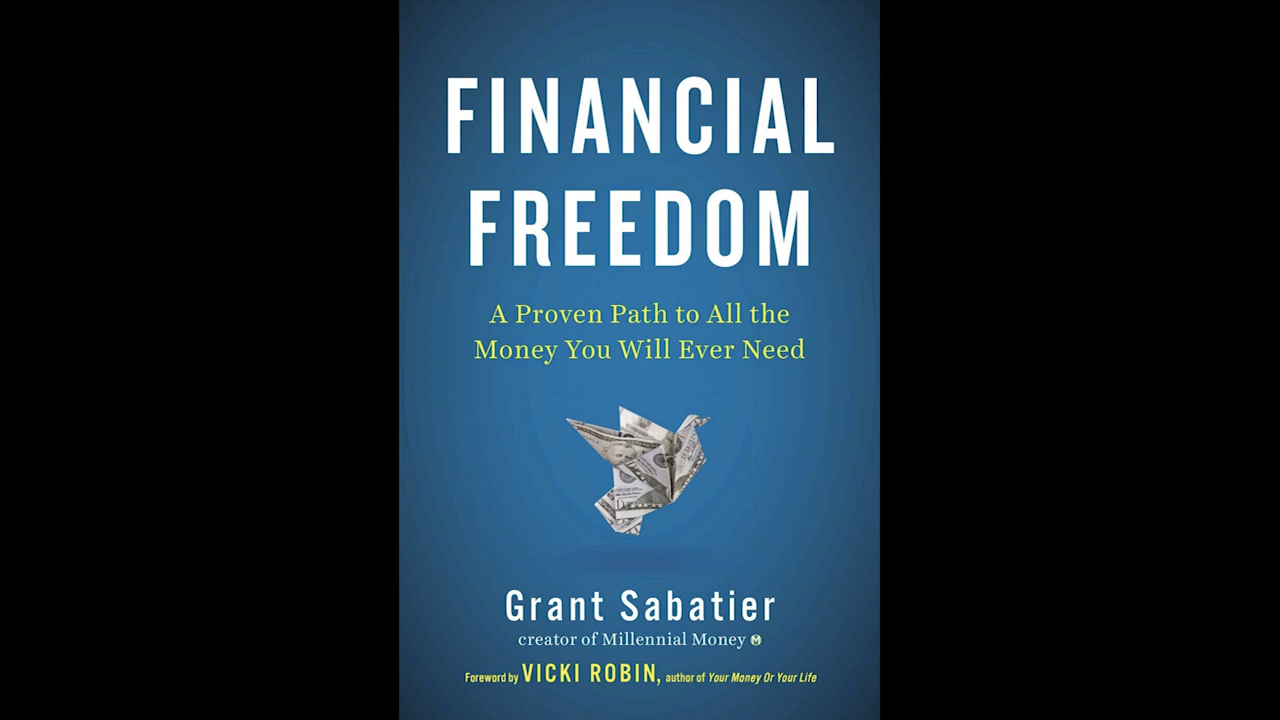 FINANCIAL
FREEDOM
A Proven Path to All the
Money You Will Ever Need
Grant Sabatier
creator of Millennial Money
Foreword by VICKI ROBIN, author of Your Money Or Your Life